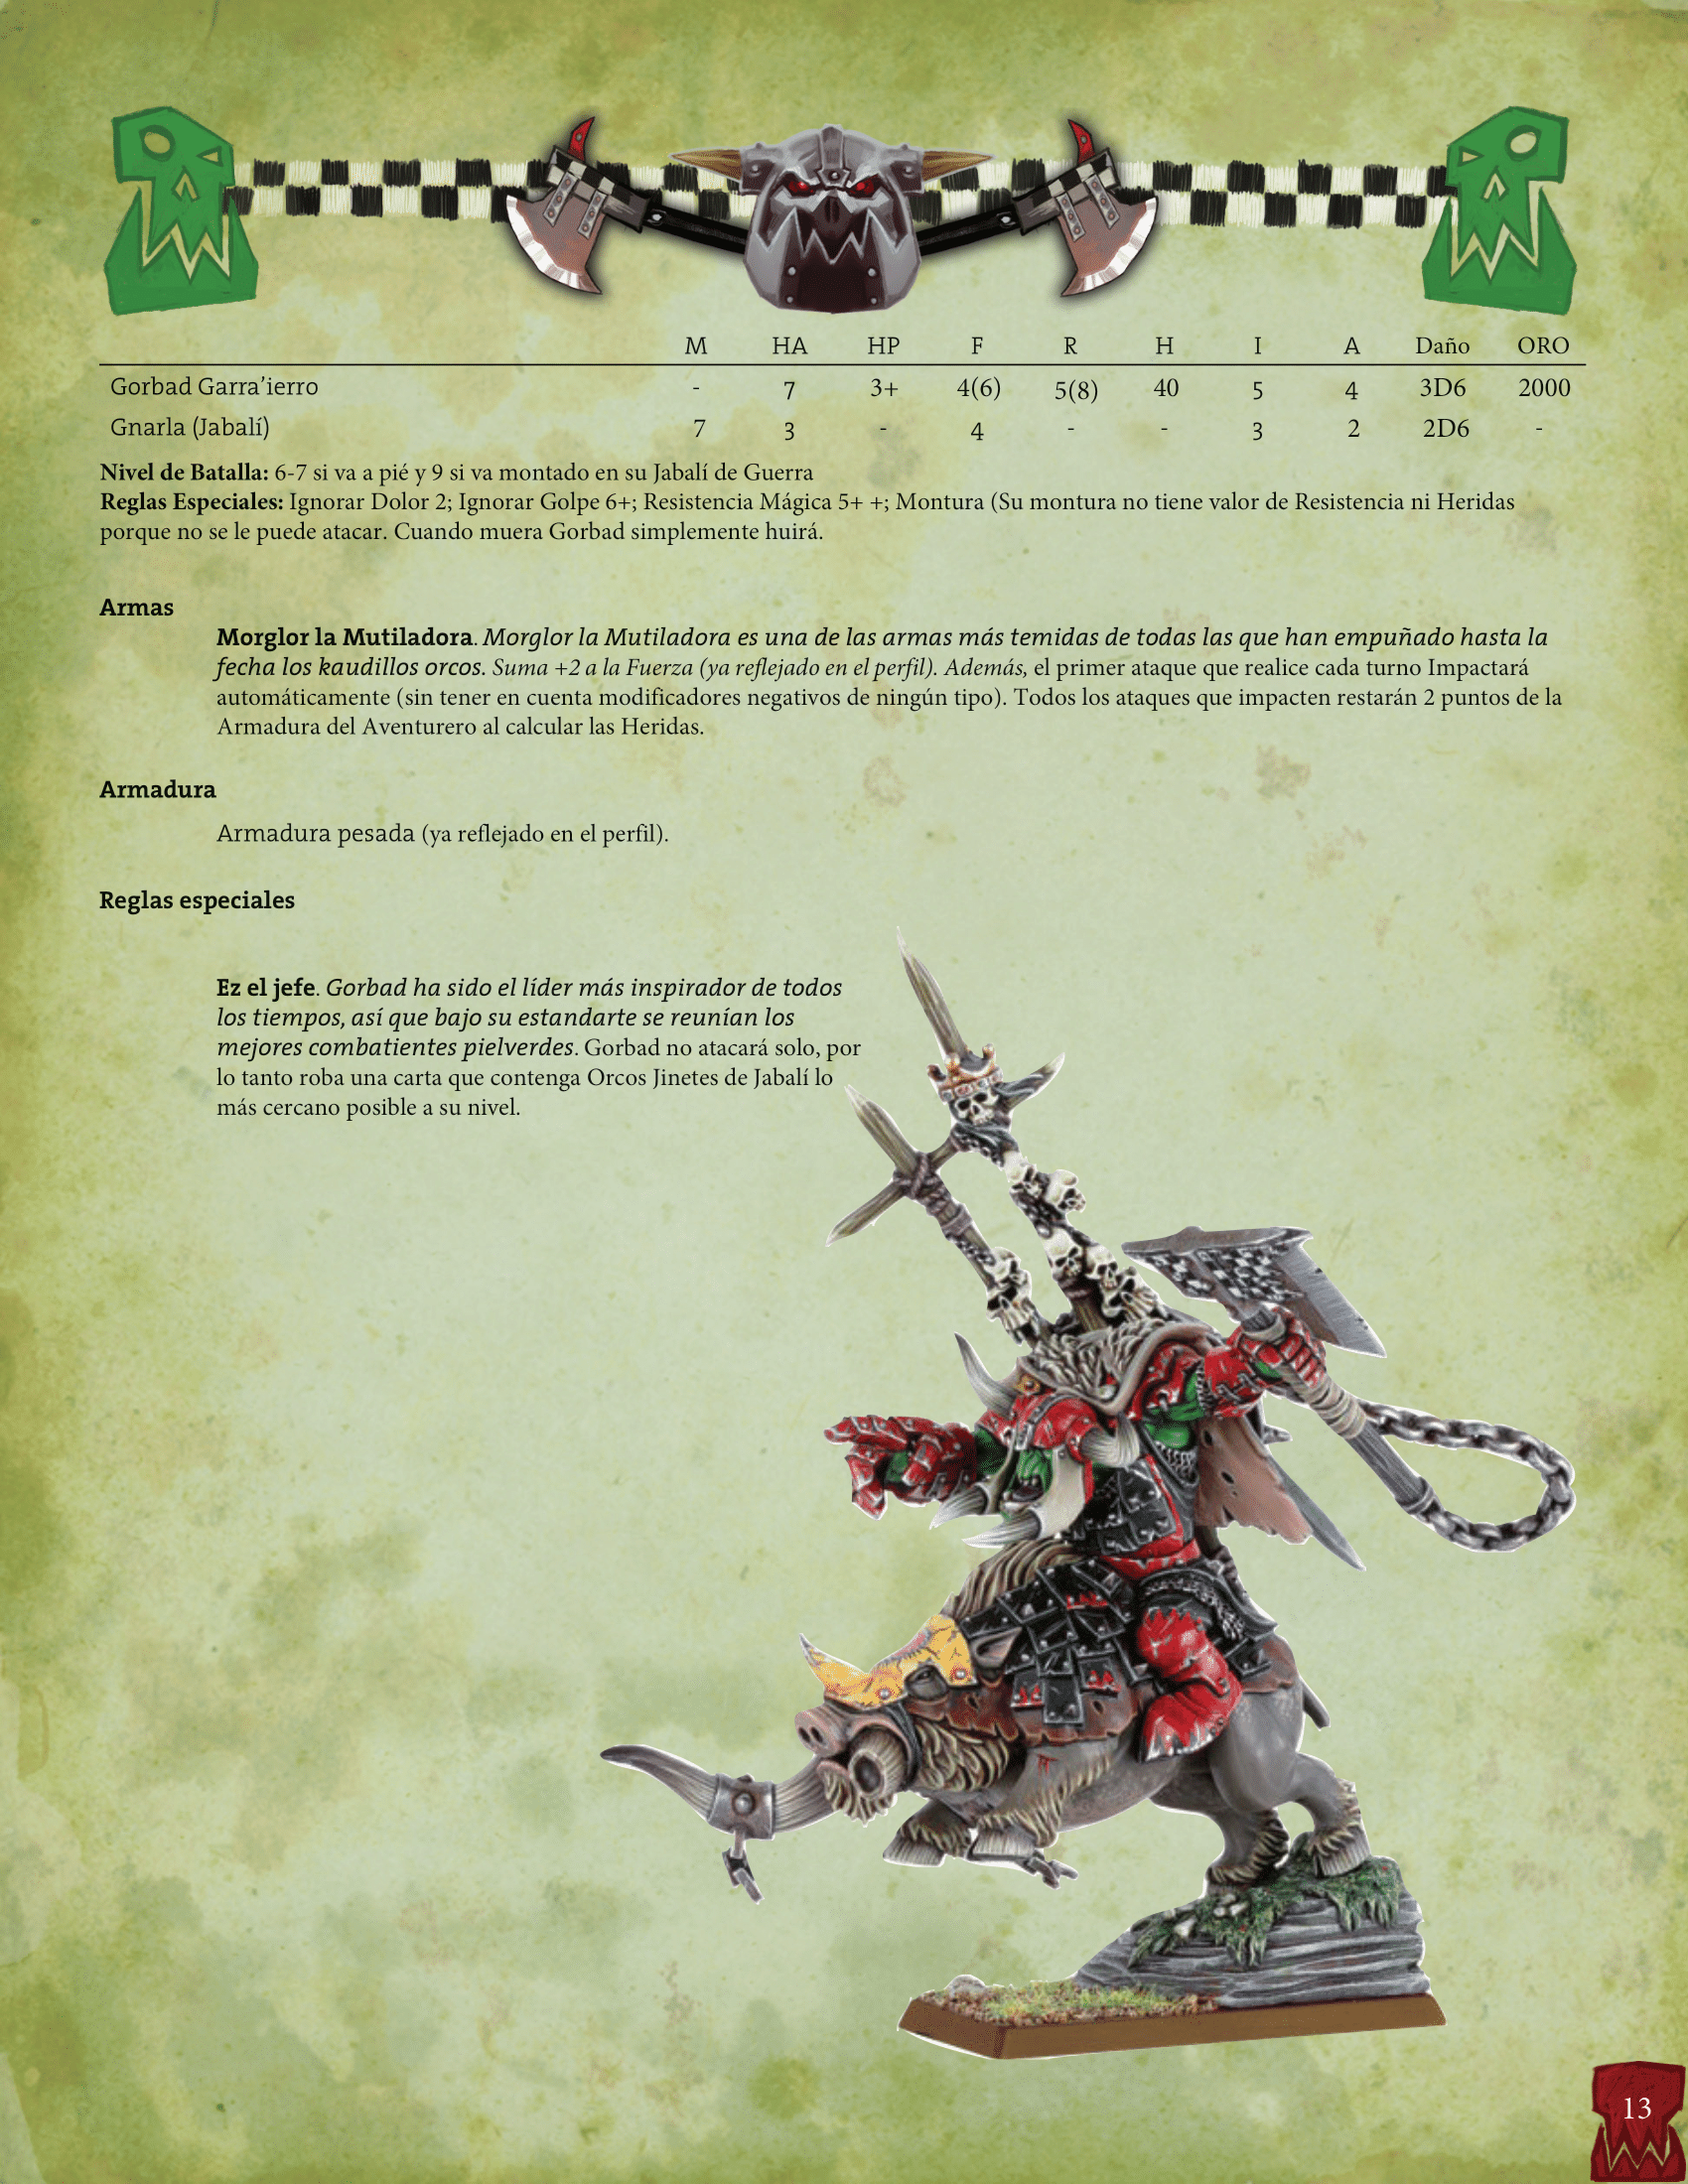 M HA HP F R H I A Daño ORO
Gorbad Garra'ierro - 7 3+ 4(6) 5(8) 40 5 4 3D6 2000
Gnarla (Jabalí) 7 3 - 4 - - 3 2 2D6 -
Nivel de Batalla: 6-7 si va a pié y 9 si va montado en su Jabalí de Guerra
Reglas Especiales: Ignorar Dolor 2; Ignorar Golpe 6+; Resistencia Mágica 5+ +; Montura (Su montura no tiene valor de Resistencia ni Heridas
porque no se le puede atacar. Cuando muera Gorbad simplemente huirá.
Armas
Morglor la Mutiladora. Morglor la Mutiladora es una de las armas más temidas de todas las que han empuñado hasta la
fecha los kaudillos orcos. Suma +2 a la Fuerza (ya reflejado en el perfil). Además, el primer ataque que realice cada turno Impactará
automáticamente (sin tener en cuenta modificadores negativos de ningún tipo). Todos los ataques que impacten restarán 2 puntos de la
Armadura del Aventurero al calcular las Heridas.
Armadura
Armadura pesada (ya reflejado en el perfil).
Reglas especiales
Ez el jefe. Gorbad ha sido el líder más inspirador de todos
los tiempos, así que bajo su estandarte se reunían los
mejores combatientes pielverdes. Gorbad no atacará solo, por
lo tanto roba una carta que contenga Orcos Jinetes de Jabalí lo
más cercano posible a su nivel.
13